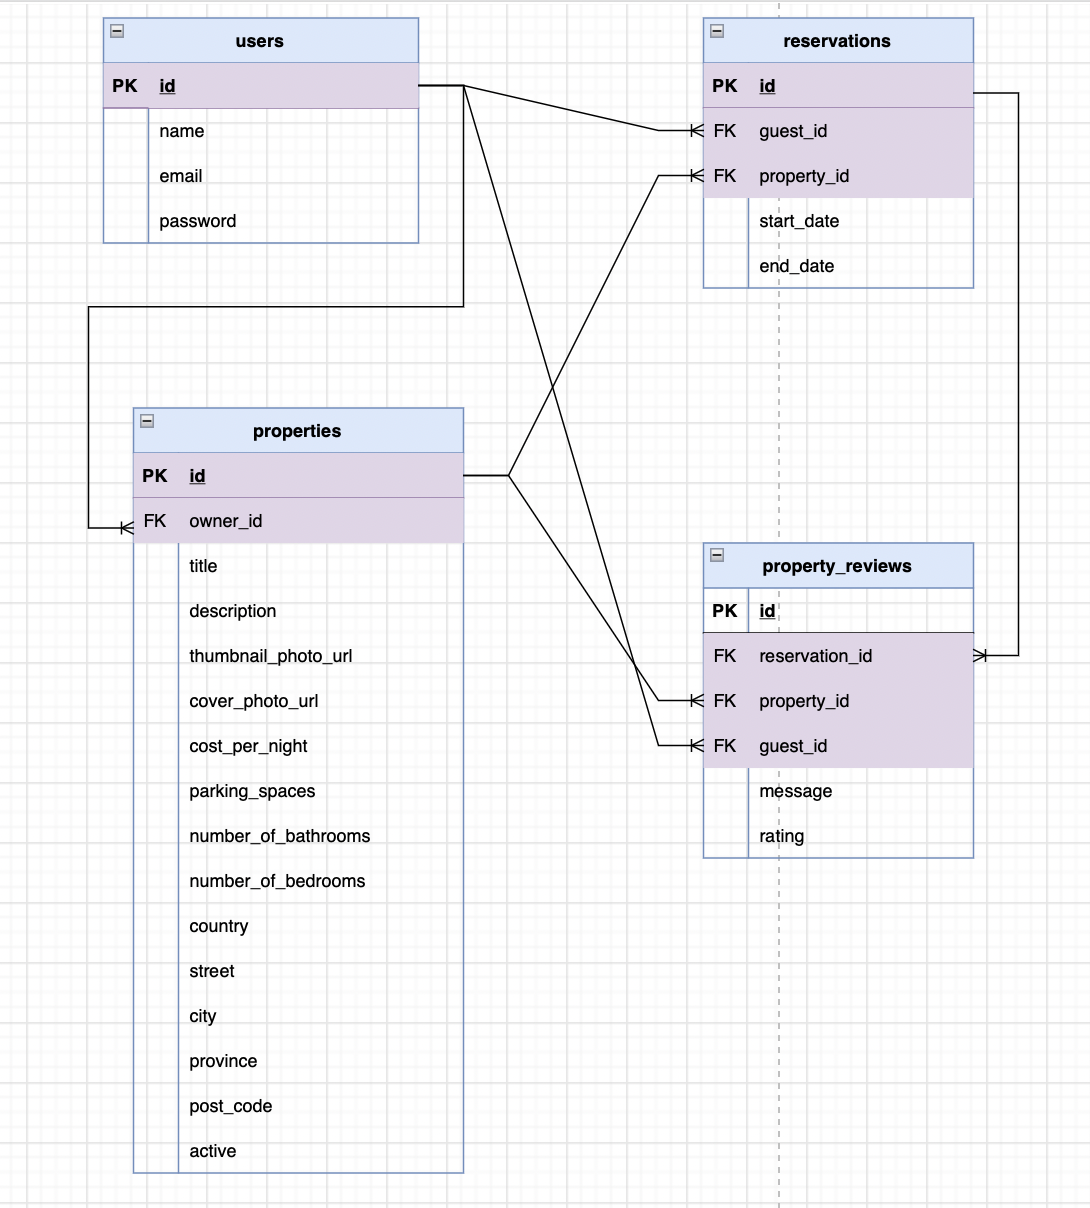 users
PK id
name
email
password
reservations
PK id
FK guest_id
FK property_id
start_date
end_date
properties
PK id
FK owner_id
title
description
thumbnail_photo_url
cover_photo_url
cost_per_night
parking_spaces
number_of_bathrooms
number_of_bedrooms
country
street
city
province
post_code
active
property_reviews
PK id
FK reservation_id
FK property_id
FK guest_id
message
rating